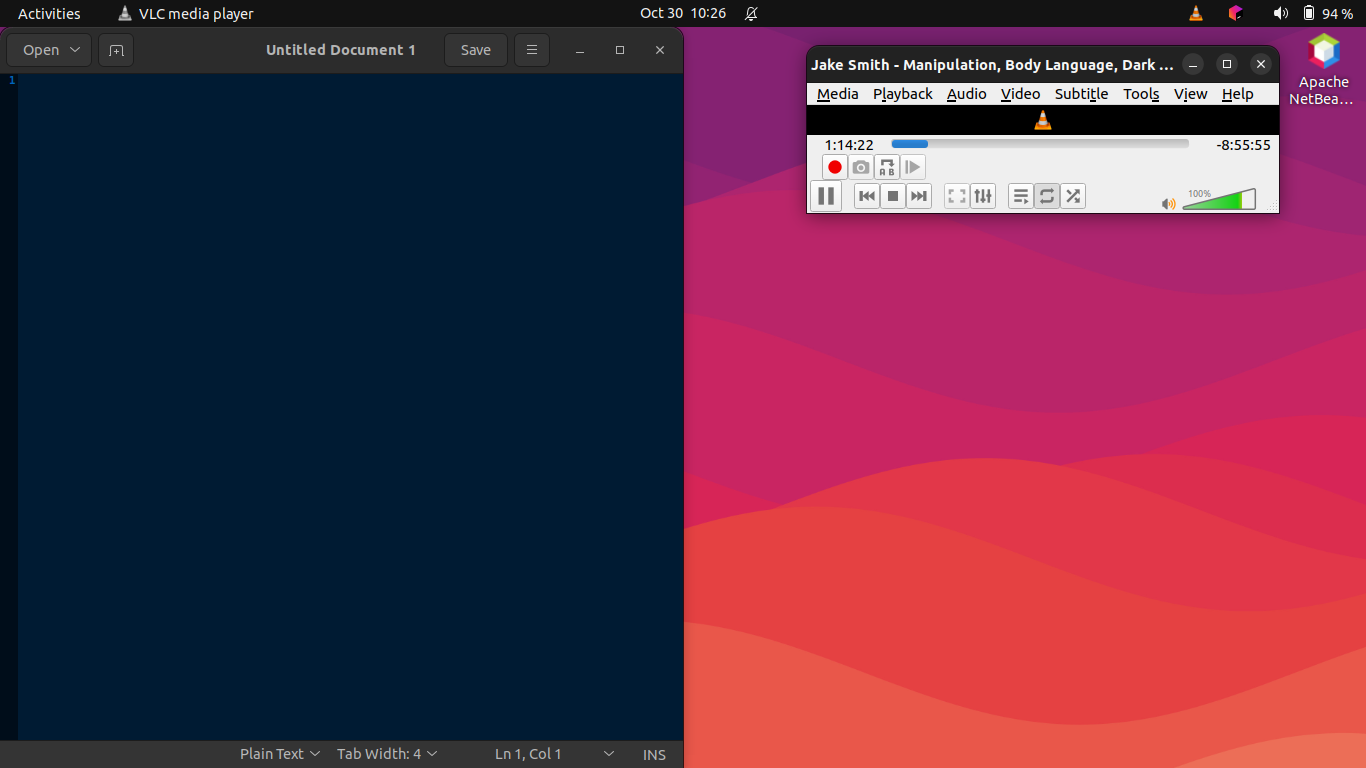 Activities VLC media player Oct 30 10:26 94 %
Open Untitled Document 1 Save
1
Plain Text Tab Width: 4 Ln 1, Col 1 INS
Jake Smith - Manipulation, Body Language, Dark ...
Media Playback Audio Video Subtitle Tools View Help
1:14:22 -8:55:55
A B
100%
Apache
NetBea...